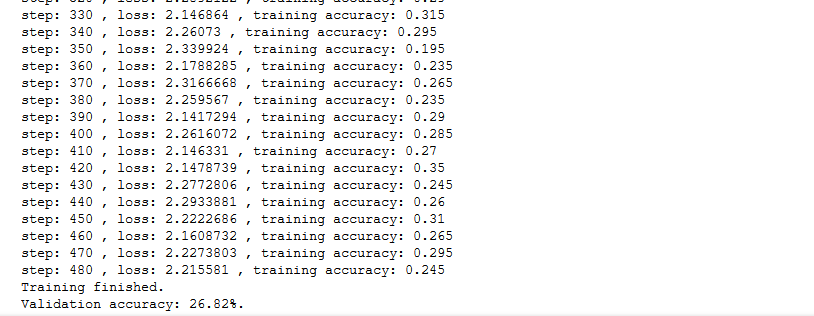 step: 330 , loss: 2.146864 , training accuracy: 0.315
step: 340 , loss: 2.26073 , training accuracy: 0.295
step: 350 , loss: 2.339924 , training accuracy: 0.195
step: 360 , loss: 2.1788285 , training accuracy: 0.235
step: 370 , loss: 2.3166668 , training accuracy: 0.265
step: 380 , loss: 2.259567 , training accuracy: 0.235
step: 390 , loss: 2.1417294 , training accuracy: 0.29
step: 400 , loss: 2.2616072 , training accuracy: 0.285
step: 410 , loss: 2.146331 , training accuracy: 0.27
step: 420 , loss: 2.1478739 , training accuracy: 0.35
step: 430 , loss: 2.2772806 , training accuracy: 0.245
step: 440 , loss: 2.2933881 , training accuracy: 0.26
step: 450 , loss: 2.2222686 , training accuracy: 0.31
step: 460 , loss: 2.1608732 , training accuracy: 0.265
step: 470 , loss: 2.2273803 , training accuracy: 0.295
step: 480 , loss: 2.215581 , training accuracy: 0.245
Training finished.
Validation accuracy: 26.82%.